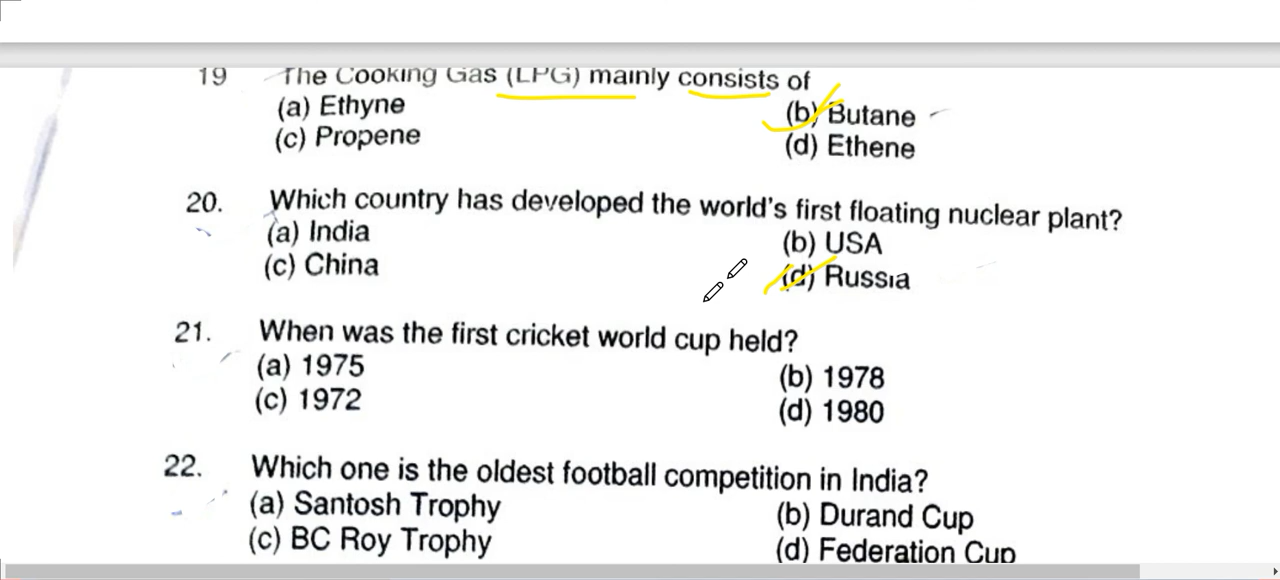 19 The Cooking Gas (LPG) mainly consists of
(a) Ethyne (b) Butane
(c) Propene (d) Ethene
20. Which country has developed the world's first floating nuclear plant?
(a) India (b) USA
(c) China (d) Russia
21. When was the first cricket world cup held?
(a) 1975 (b) 1978
(c) 1972 (d) 1980
22. Which one is the oldest football competition in India?
(a) Santosh Trophy (b) Durand Cup
(c) BC Roy Trophy (d) Federation Cup